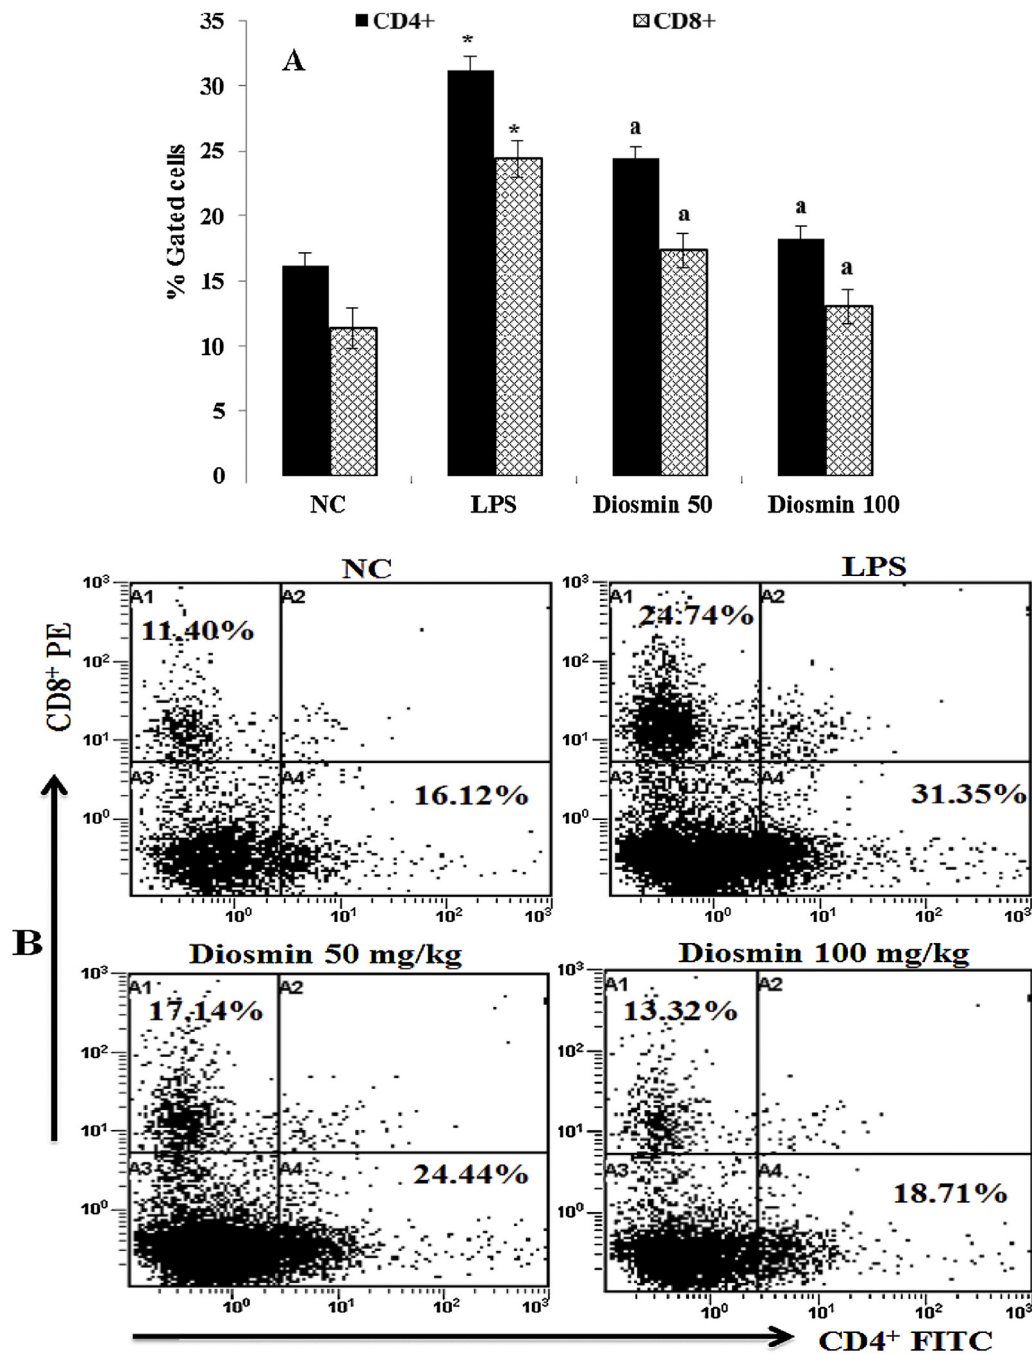 CD4+ CD8+
A
% Gated cells
35
30
25
20
15
10
5
0
*
*
a
a
a
a
NC LPS Diosmin 50 Diosmin 100
B
CD8⁺ PE
NC
10³
10²
10¹
10⁰
A1 A2
11.40%
A3 A4
16.12%
10⁰ 10¹ 10² 10³
LPS
10³
10²
10¹
10⁰
A1 A2
24.74%
A3 A4
31.35%
10⁰ 10¹ 10² 10³
Diosmin 50 mg/kg
10³
10²
10¹
10⁰
A1 A2
17.14%
A3 A4
24.44%
10⁰ 10¹ 10² 10³
Diosmin 100 mg/kg
10³
10²
10¹
10⁰
A1 A2
13.32%
A3 A4
18.71%
10⁰ 10¹ 10² 10³
CD4⁺ FITC